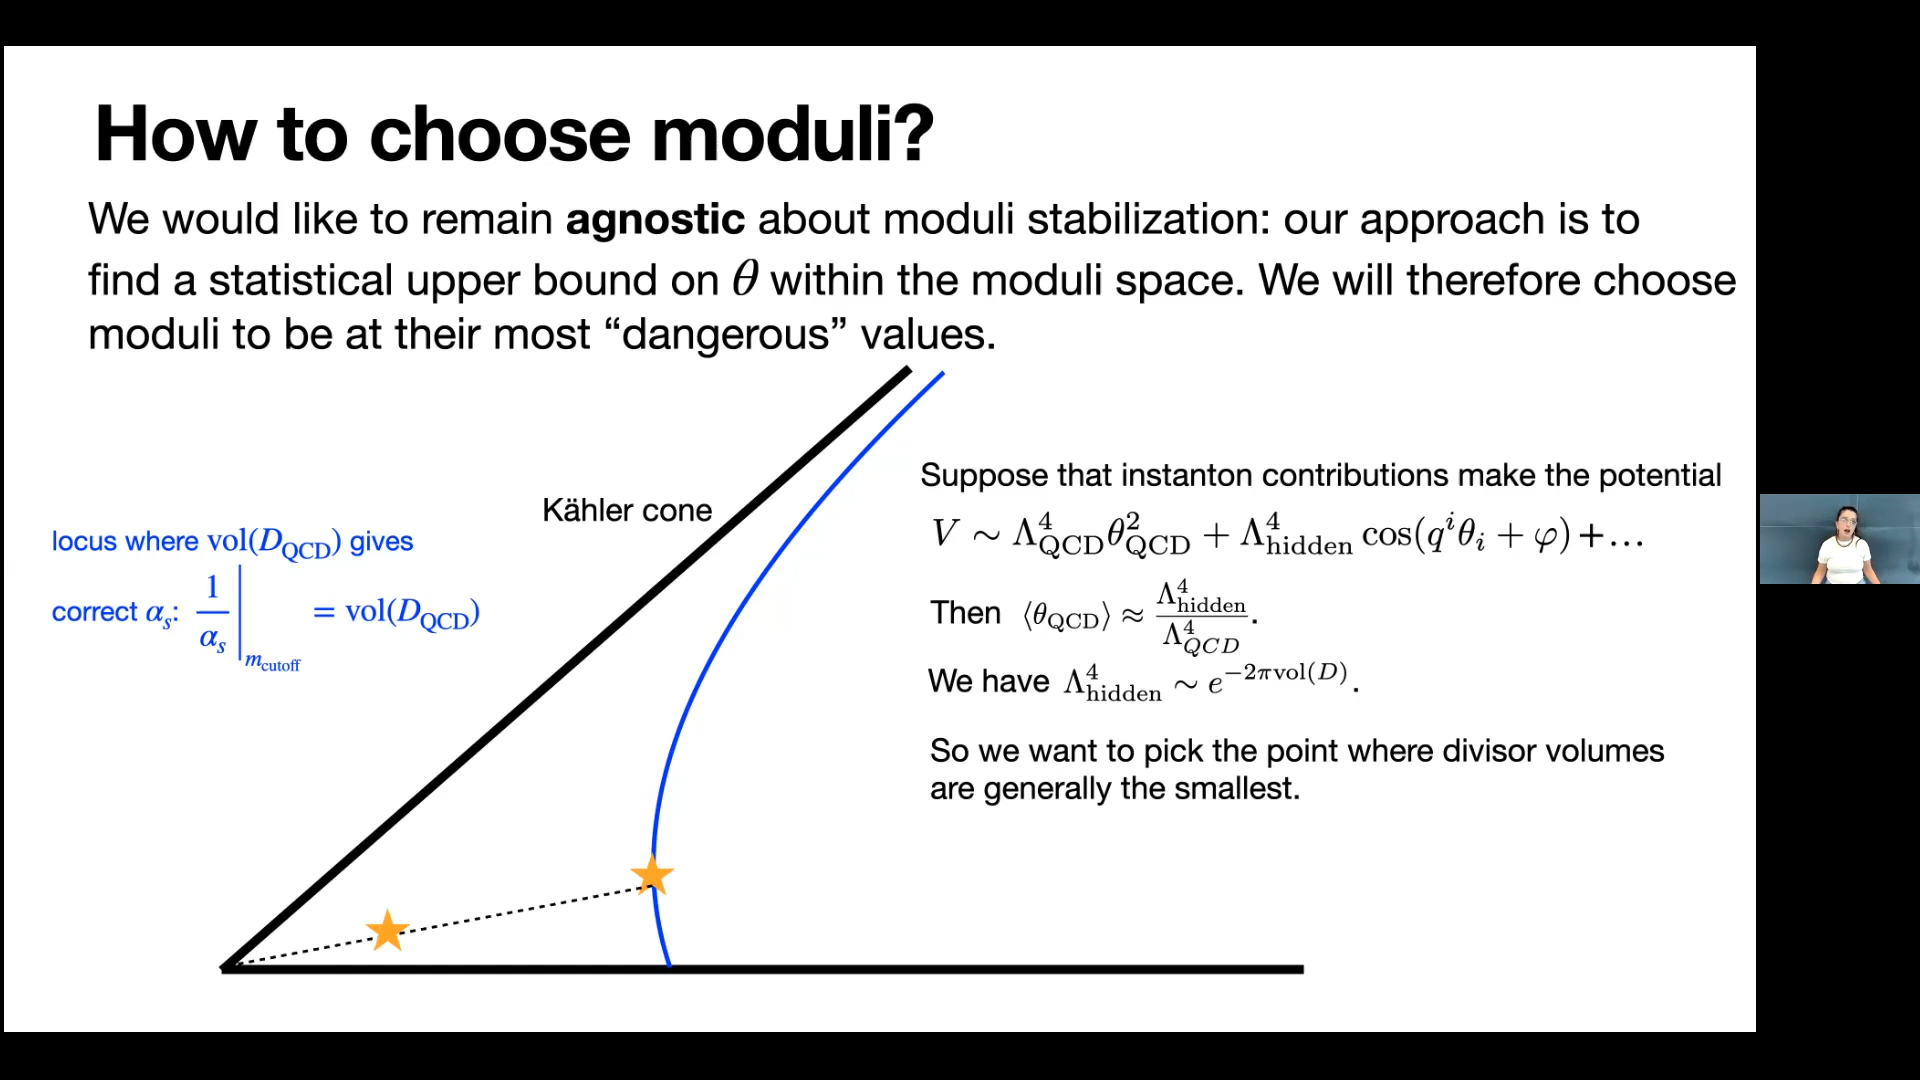 How to choose moduli?
We would like to remain agnostic about moduli stabilization: our approach is to
find a statistical upper bound on θ within the moduli space. We will therefore choose
moduli to be at their most “dangerous” values.
Kähler cone
locus where vol(D_QCD) gives
correct α_s: 1/α_s |_{m_cutoff} = vol(D_QCD)
Suppose that instanton contributions make the potential
V ∼ Λ⁴_QCD θ²_QCD + Λ⁴_hidden cos(qⁱθ_i + φ) + …
Then ⟨θ_QCD⟩ ≈ Λ⁴_hidden / Λ⁴_QCD.
We have Λ⁴_hidden ∼ e^{−2πvol(D)}.
So we want to pick the point where divisor volumes
are generally the smallest.